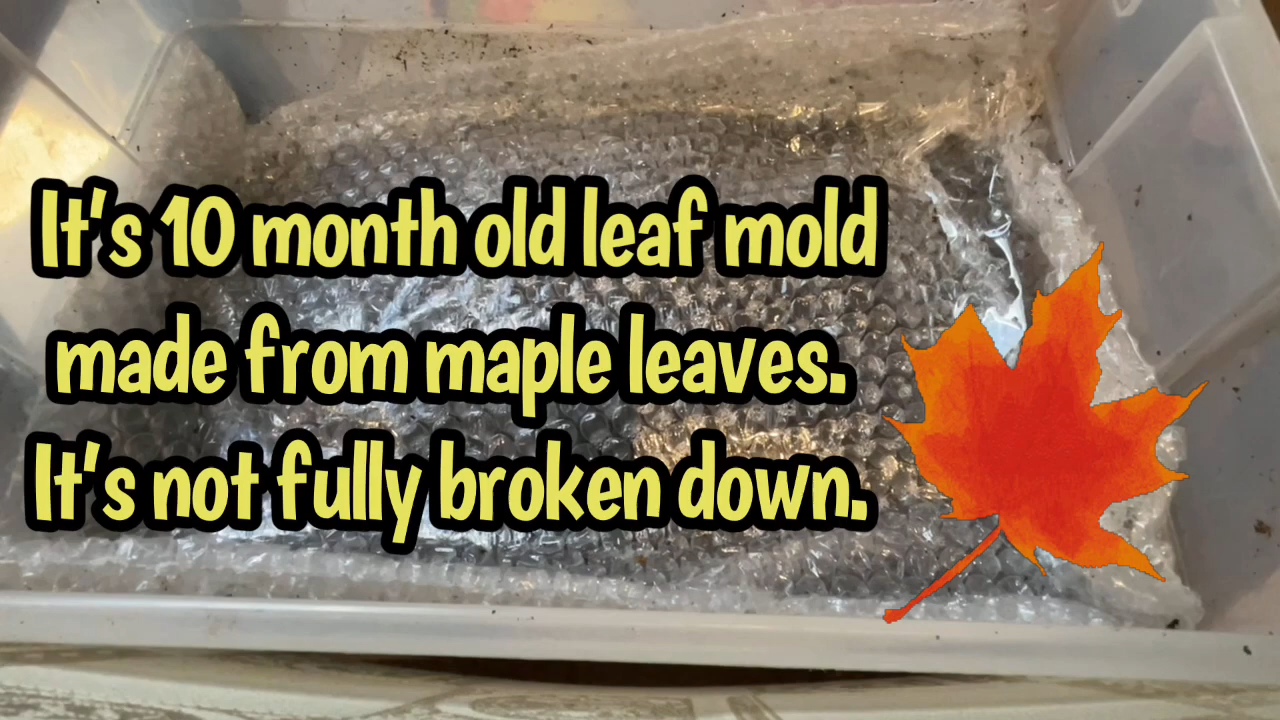 It's 10 month old leaf mold
made from maple leaves.
It's not fully broken down.